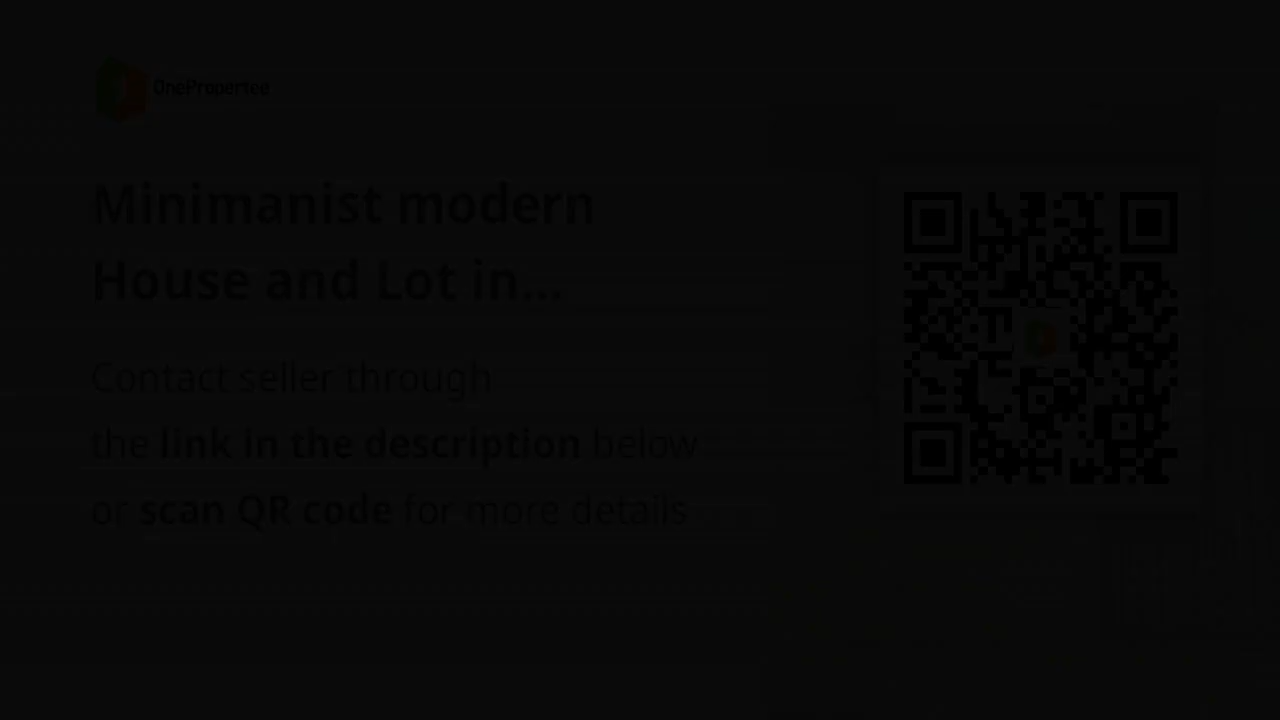 OnePropertee
Minimanist modern
House and Lot in...
Contact seller through
the link in the description below
or scan QR code for more details